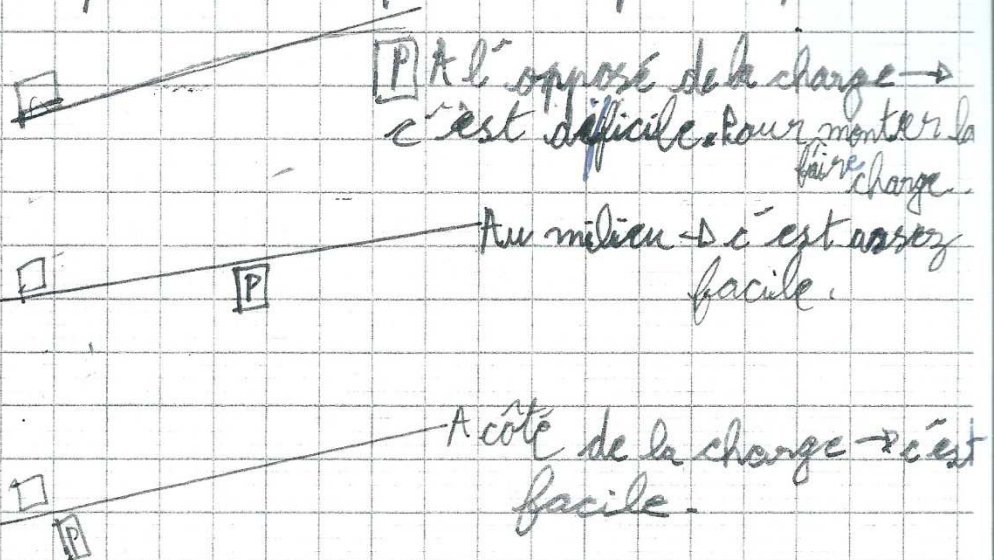 P A l'opposé de la charge →
c'est difficile. Pour monter la
faire charge.
Au milieu → c'est assez
facile.
P
A côté de la charge → c'est
facile.
P